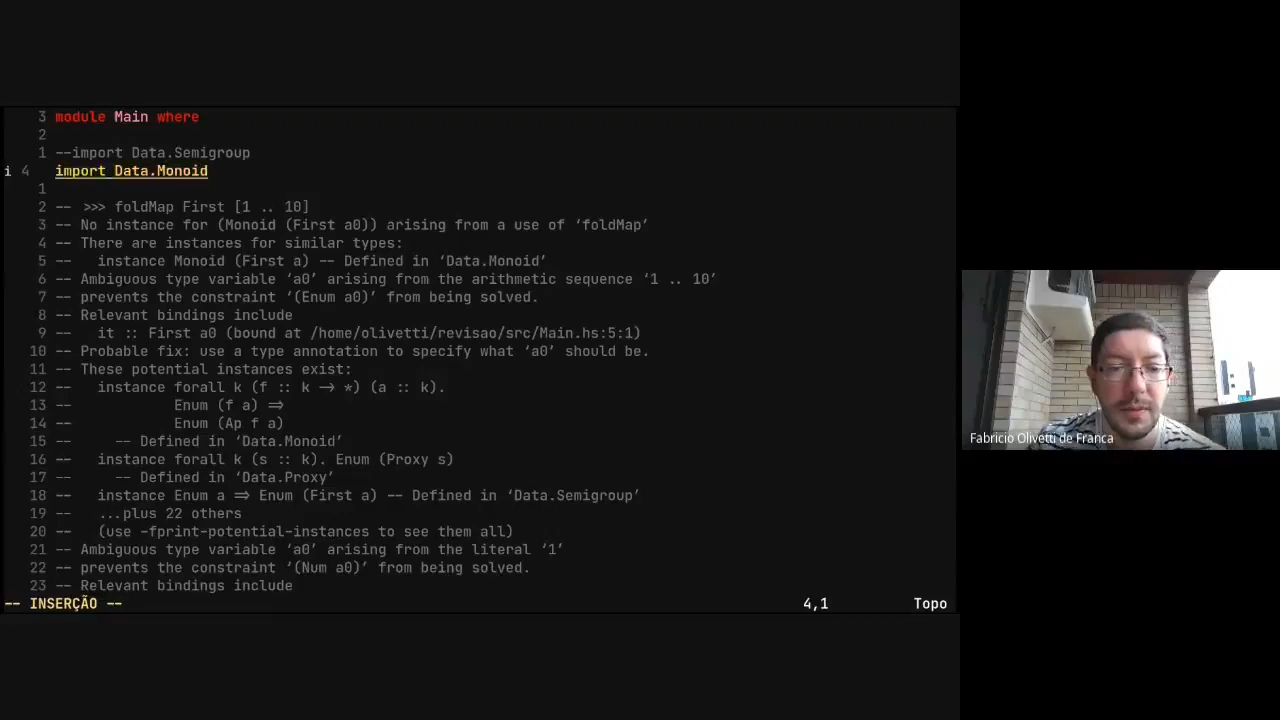 3 module Main where
2
1 --import Data.Semigroup
i 4 import Data.Monoid
1
2 -- >>> foldMap First [1 .. 10]
3 -- No instance for (Monoid (First a0)) arising from a use of ‘foldMap’
4 -- There are instances for similar types:
5 --   instance Monoid (First a) -- Defined in ‘Data.Monoid’
6 -- Ambiguous type variable ‘a0’ arising from the arithmetic sequence ‘1 .. 10’
7 -- prevents the constraint ‘(Enum a0)’ from being solved.
8 -- Relevant bindings include
9 --   it :: First a0 (bound at /home/olivetti/revisao/src/Main.hs:5:1)
10 -- Probable fix: use a type annotation to specify what ‘a0’ should be.
11 -- These potential instances exist:
12 --   instance forall k (f :: k → *) (a :: k).
13 --            Enum (f a) ⇒
14 --            Enum (Ap f a)
15 --     -- Defined in ‘Data.Monoid’
16 --   instance forall k (s :: k). Enum (Proxy s)
17 --     -- Defined in ‘Data.Proxy’
18 --   instance Enum a ⇒ Enum (First a) -- Defined in ‘Data.Semigroup’
19 --   ...plus 22 others
20 --   (use -fprint-potential-instances to see them all)
21 -- Ambiguous type variable ‘a0’ arising from the literal ‘1’
22 -- prevents the constraint ‘(Num a0)’ from being solved.
23 -- Relevant bindings include
-- INSERÇÃO -- 4,1 Topo
Fabricio Olivetti de Franca